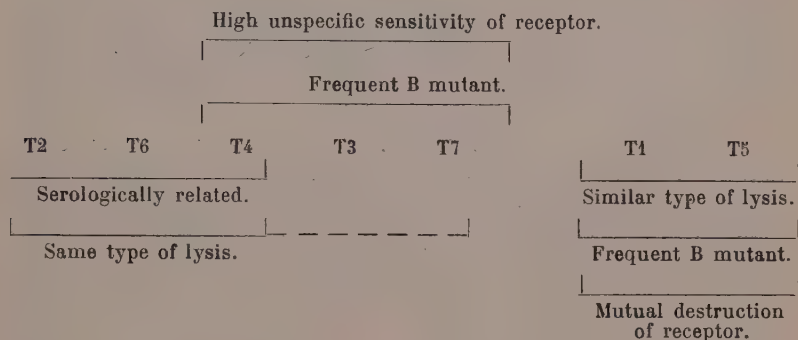 High unspecific sensitivity of receptor.
Frequent B mutant.
T2 T6 T4 T3 T7 T1 T5
Serologically related. Similar type of lysis.
Same type of lysis. Frequent B mutant.
Mutual destruction
of receptor.